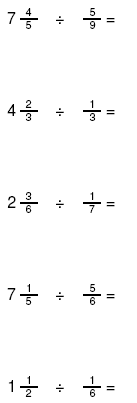 7 4/5 ÷ 5/9 =
4 2/3 ÷ 1/3 =
2 3/6 ÷ 1/7 =
7 1/5 ÷ 5/6 =
1 1/2 ÷ 1/6 =